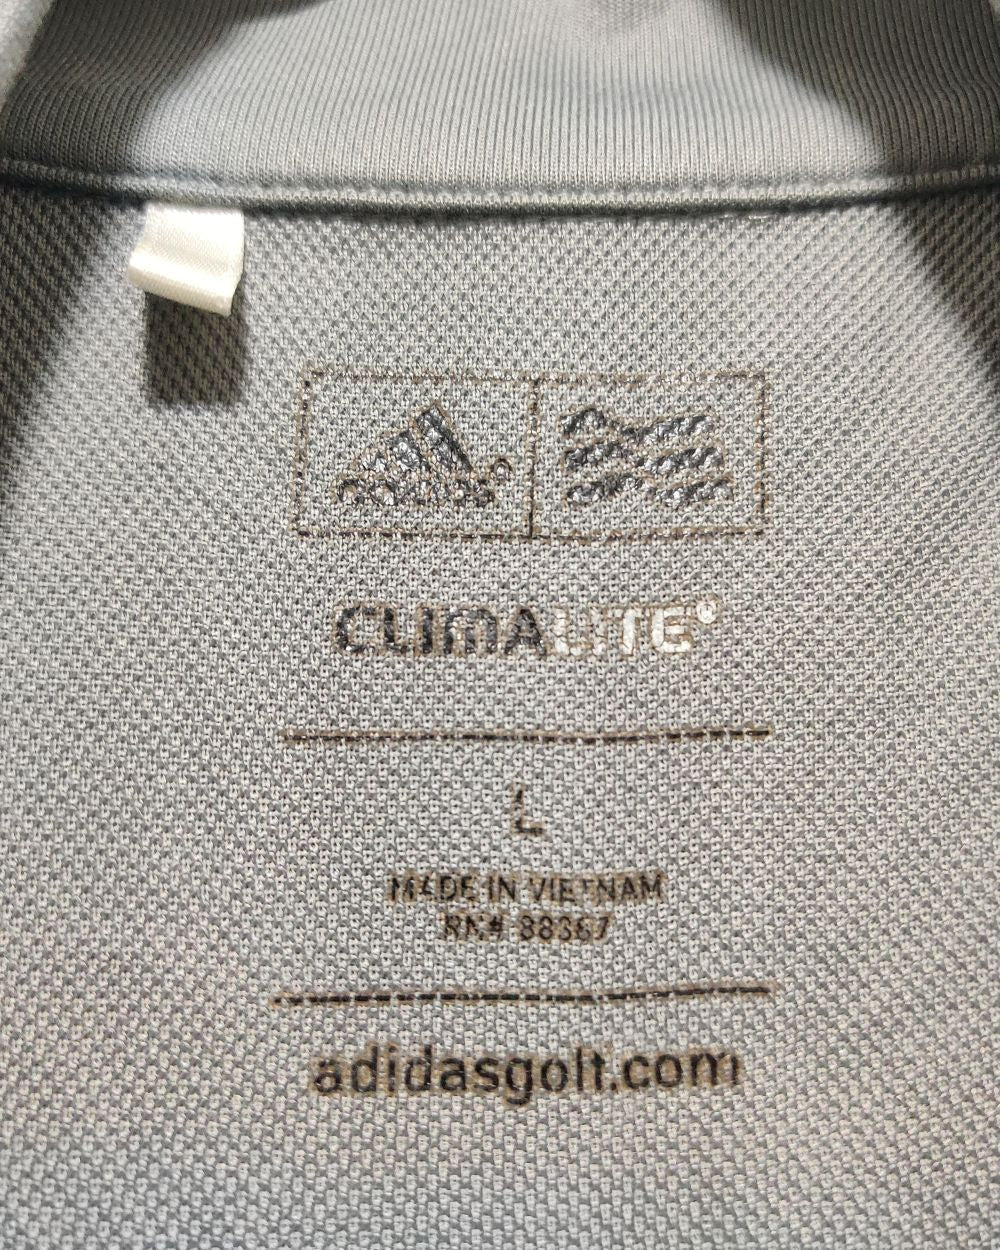 adidas®
CLIMALITE®
L
MADE IN VIETNAM
RN# 88387
adidasgolf.com